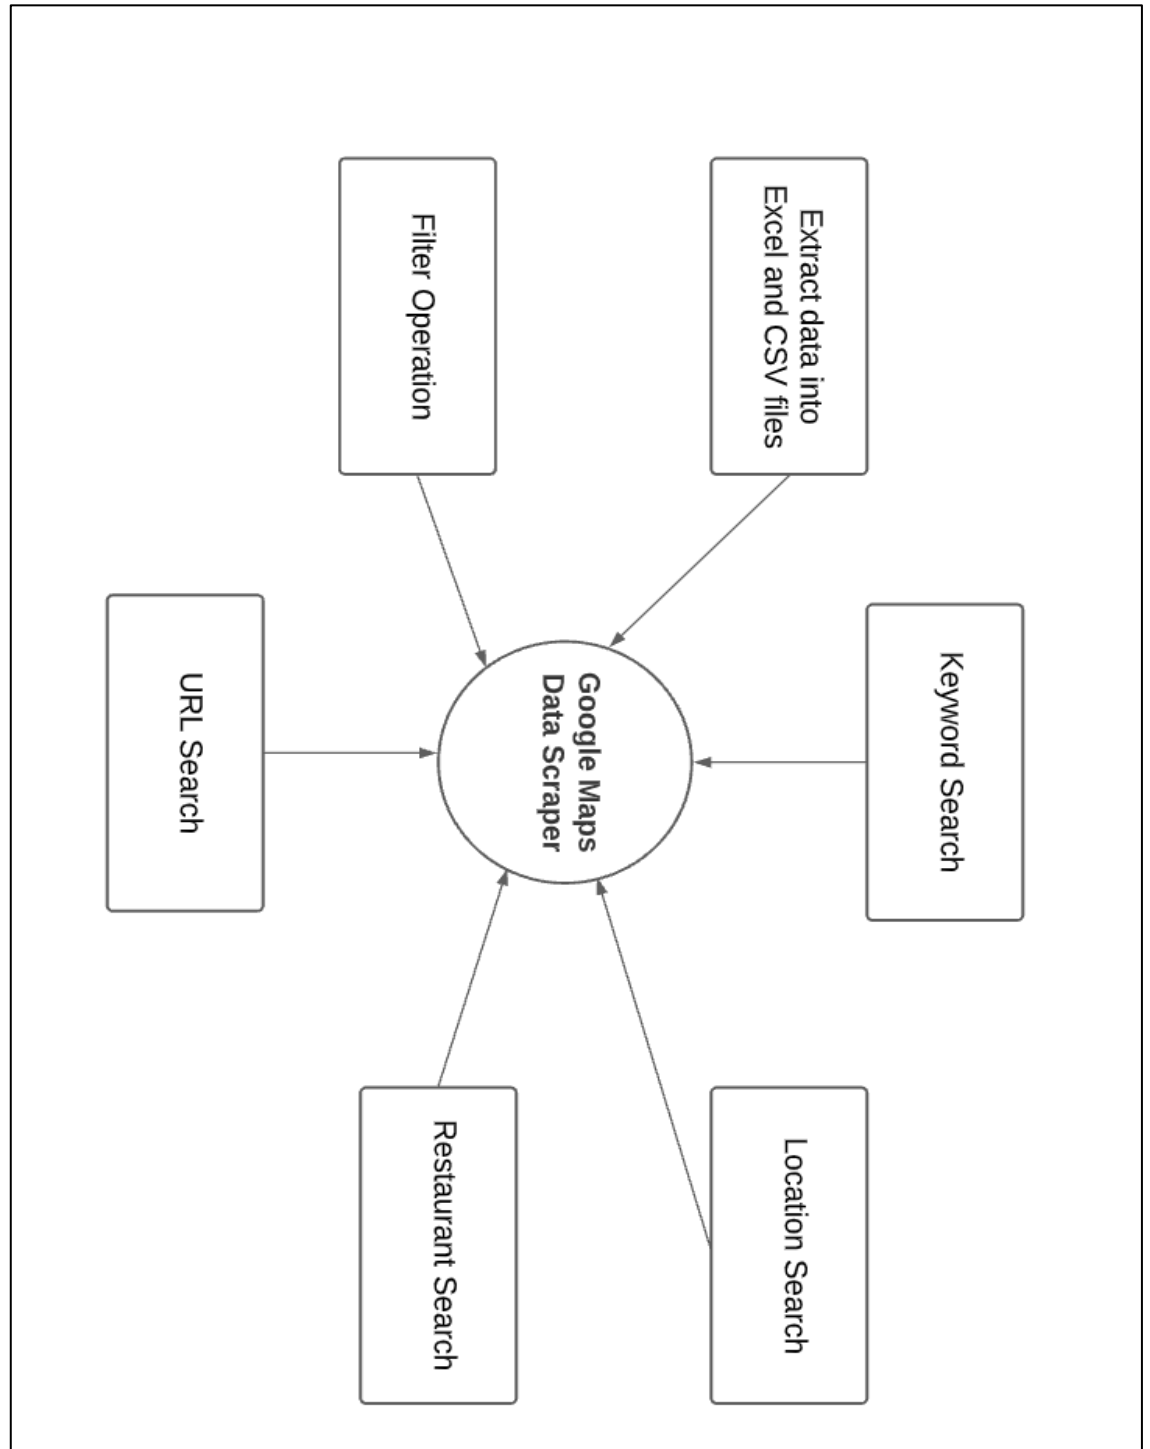 Extract data into
Excel and CSV files
Keyword Search
Location Search
Google Maps
Data Scraper
Filter Operation
URL Search
Restaurant Search